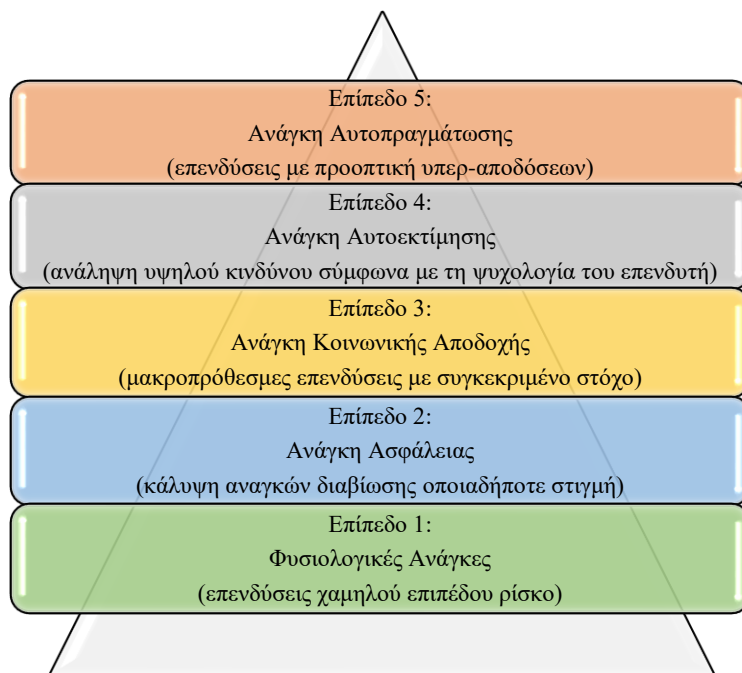 Επίπεδο 5:
Ανάγκη Αυτοπραγμάτωσης
(επενδύσεις με προοπτική υπερ-αποδόσεων)
Επίπεδο 4:
Ανάγκη Αυτοεκτίμησης
(ανάληψη υψηλού κινδύνου σύμφωνα με τη ψυχολογία του επενδυτή)
Επίπεδο 3:
Ανάγκη Κοινωνικής Αποδοχής
(μακροπρόθεσμες επενδύσεις με συγκεκριμένο στόχο)
Επίπεδο 2:
Ανάγκη Ασφάλειας
(κάλυψη αναγκών διαβίωσης οποιαδήποτε στιγμή)
Επίπεδο 1:
Φυσιολογικές Ανάγκες
(επενδύσεις χαμηλού επιπέδου ρίσκο)